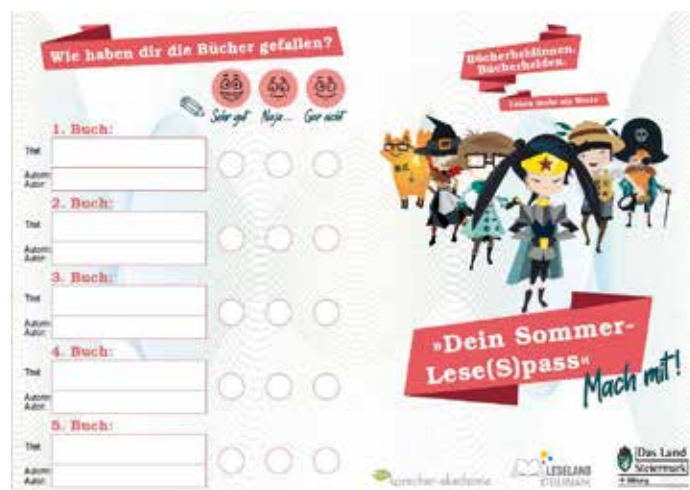 Wie haben dir die Bücher gefallen?
Sehr gut Naja... Gar nicht
1. Buch:
Titel
Autorin
Autor:
2. Buch:
Titel
Autorin
Autor:
3. Buch:
Titel
Autorin
Autor:
4. Buch:
Titel
Autorin
Autor:
5. Buch:
Titel
Autorin
Autor:
Bücherheldinnen.
Bücherhelden.
»Dein Sommer-
Lese(S)pass«
Mach mit!
sprecher-akademie
LESELAND
STEIERMARK
Das Land
Steiermark
Bildung